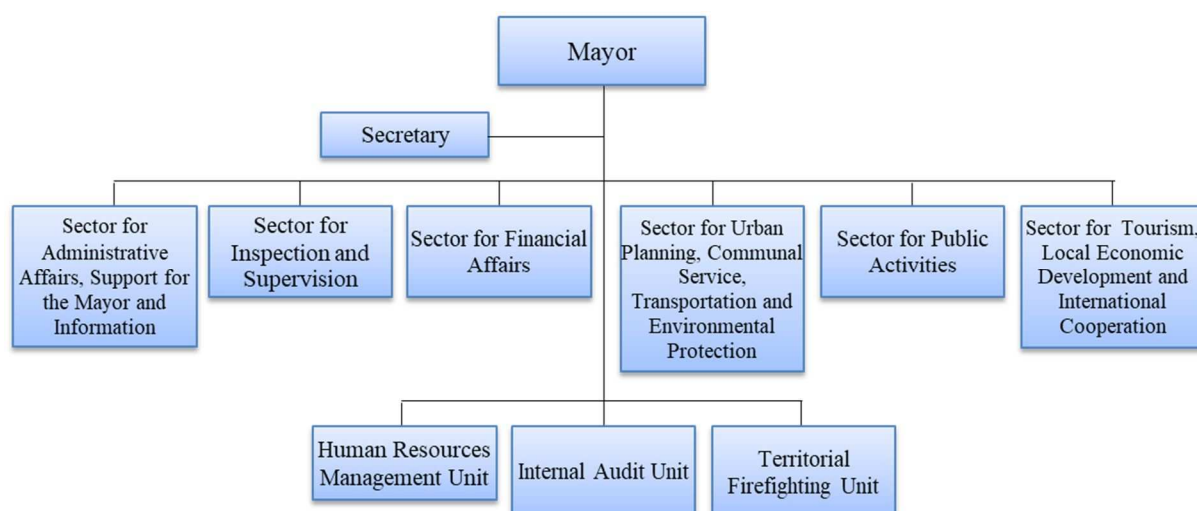 Mayor
Secretary
Sector for
Administrative
Affairs, Support for
the Mayor and
Information
Sector for
Inspection and
Supervision
Sector for Financial
Affairs
Sector for Urban
Planning, Communal
Service,
Transportation and
Environmental
Protection
Sector for Public
Activities
Sector for Tourism,
Local Economic
Development and
International
Cooperation
Human Resources
Management Unit
Internal Audit Unit
Territorial
Firefighting Unit